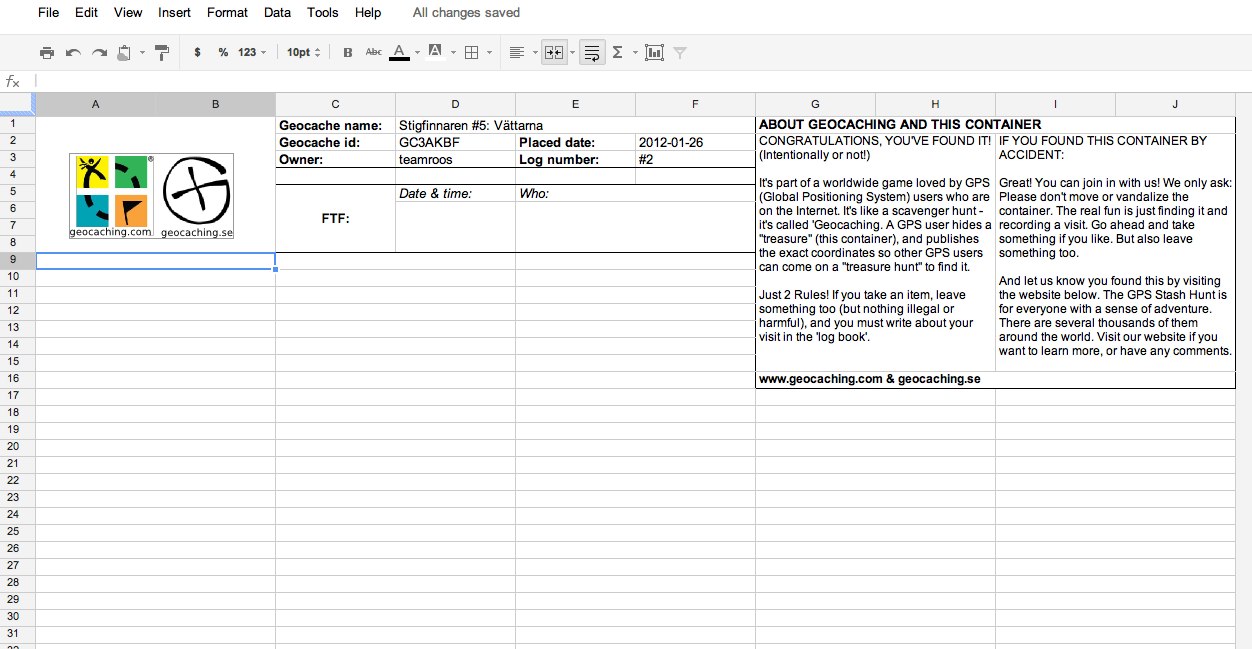 File Edit View Insert Format Data Tools Help All changes saved
$ % 123 10pt B Abc A A Σ
fx
A B C D E F G H I J
1 Geocache name: Stigfinnaren #5: Vättarna
2 Geocache id: GC3AKBF Placed date: 2012-01-26
3 Owner: teamroos Log number: #2
4
5 Date & time: Who:
6
7 FTF:
8
geocaching.com geocaching.se
9
10
11
12
13
14
15
16
17
18
19
20
21
22
23
24
25
26
27
28
29
30
31
32
ABOUT GEOCACHING AND THIS CONTAINER
CONGRATULATIONS, YOU'VE FOUND IT!
(Intentionally or not!)
It's part of a worldwide game loved by GPS
(Global Positioning System) users who are
on the Internet. It's like a scavenger hunt -
it's called 'Geocaching. A GPS user hides a
"treasure" (this container), and publishes
the exact coordinates so other GPS users
can come on a "treasure hunt" to find it.
Just 2 Rules! If you take an item, leave
something too (but nothing illegal or
harmful), and you must write about your
visit in the 'log book'.
IF YOU FOUND THIS CONTAINER BY
ACCIDENT:
Great! You can join in with us! We only ask:
Please don't move or vandalize the
container. The real fun is just finding it and
recording a visit. Go ahead and take
something if you like. But also leave
something too.
And let us know you found this by visiting
the website below. The GPS Stash Hunt is
for everyone with a sense of adventure.
There are several thousands of them
around the world. Visit our website if you
want to learn more, or have any comments.
www.geocaching.com & geocaching.se